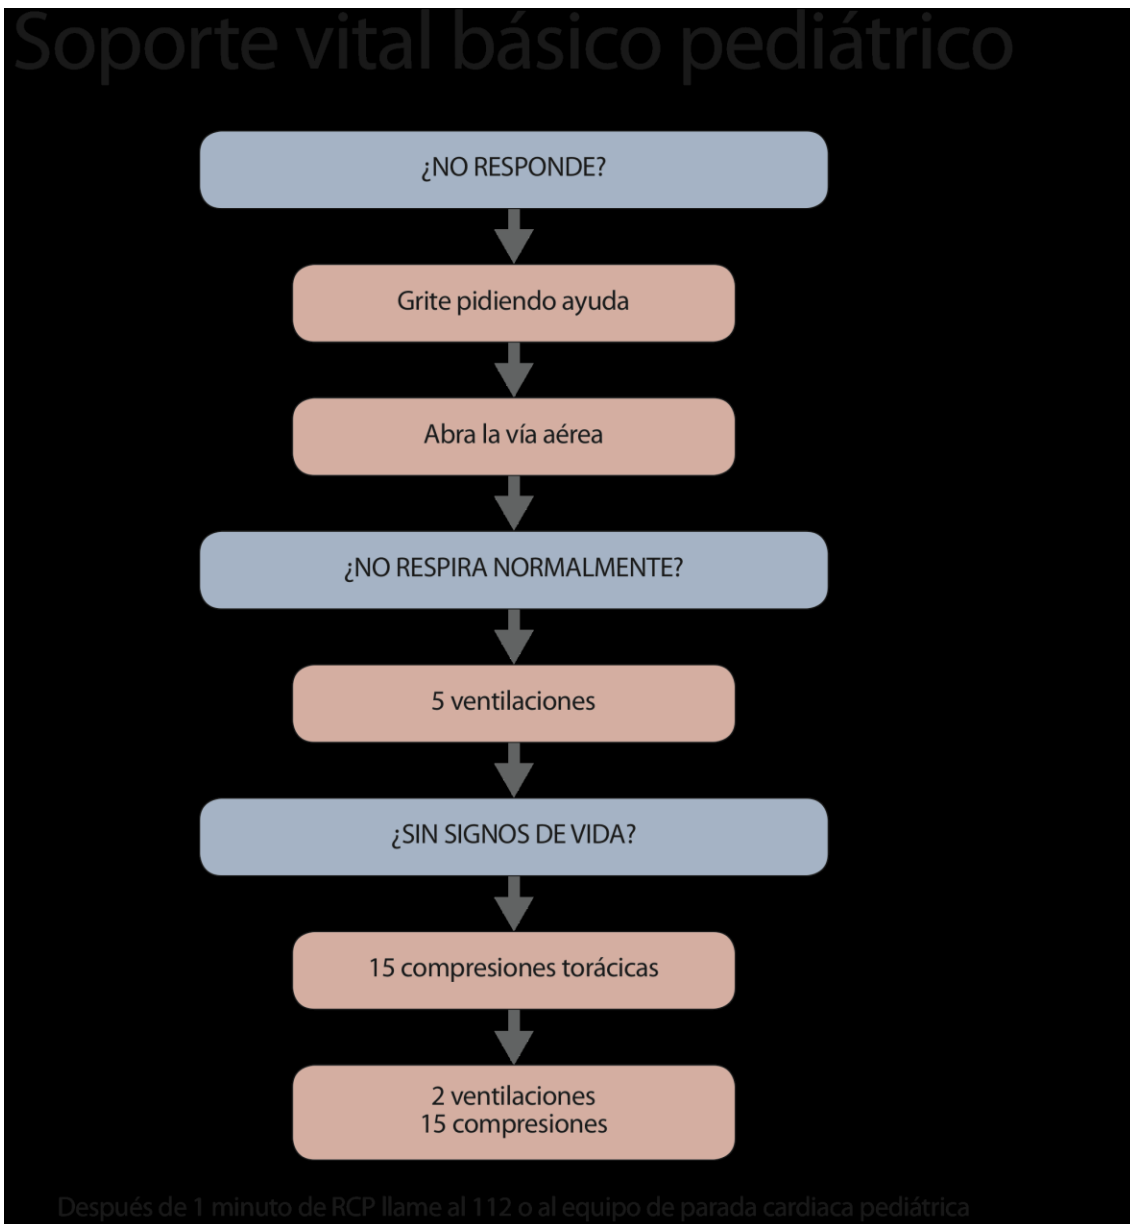 Soporte vital básico pediátrico
¿NO RESPONDE?
Grite pidiendo ayuda
Abra la vía aérea
¿NO RESPIRA NORMALMENTE?
5 ventilaciones
¿SIN SIGNOS DE VIDA?
15 compresiones torácicas
2 ventilaciones
15 compresiones
Después de 1 minuto de RCP llame al 112 o al equipo de parada cardiaca pediátrica